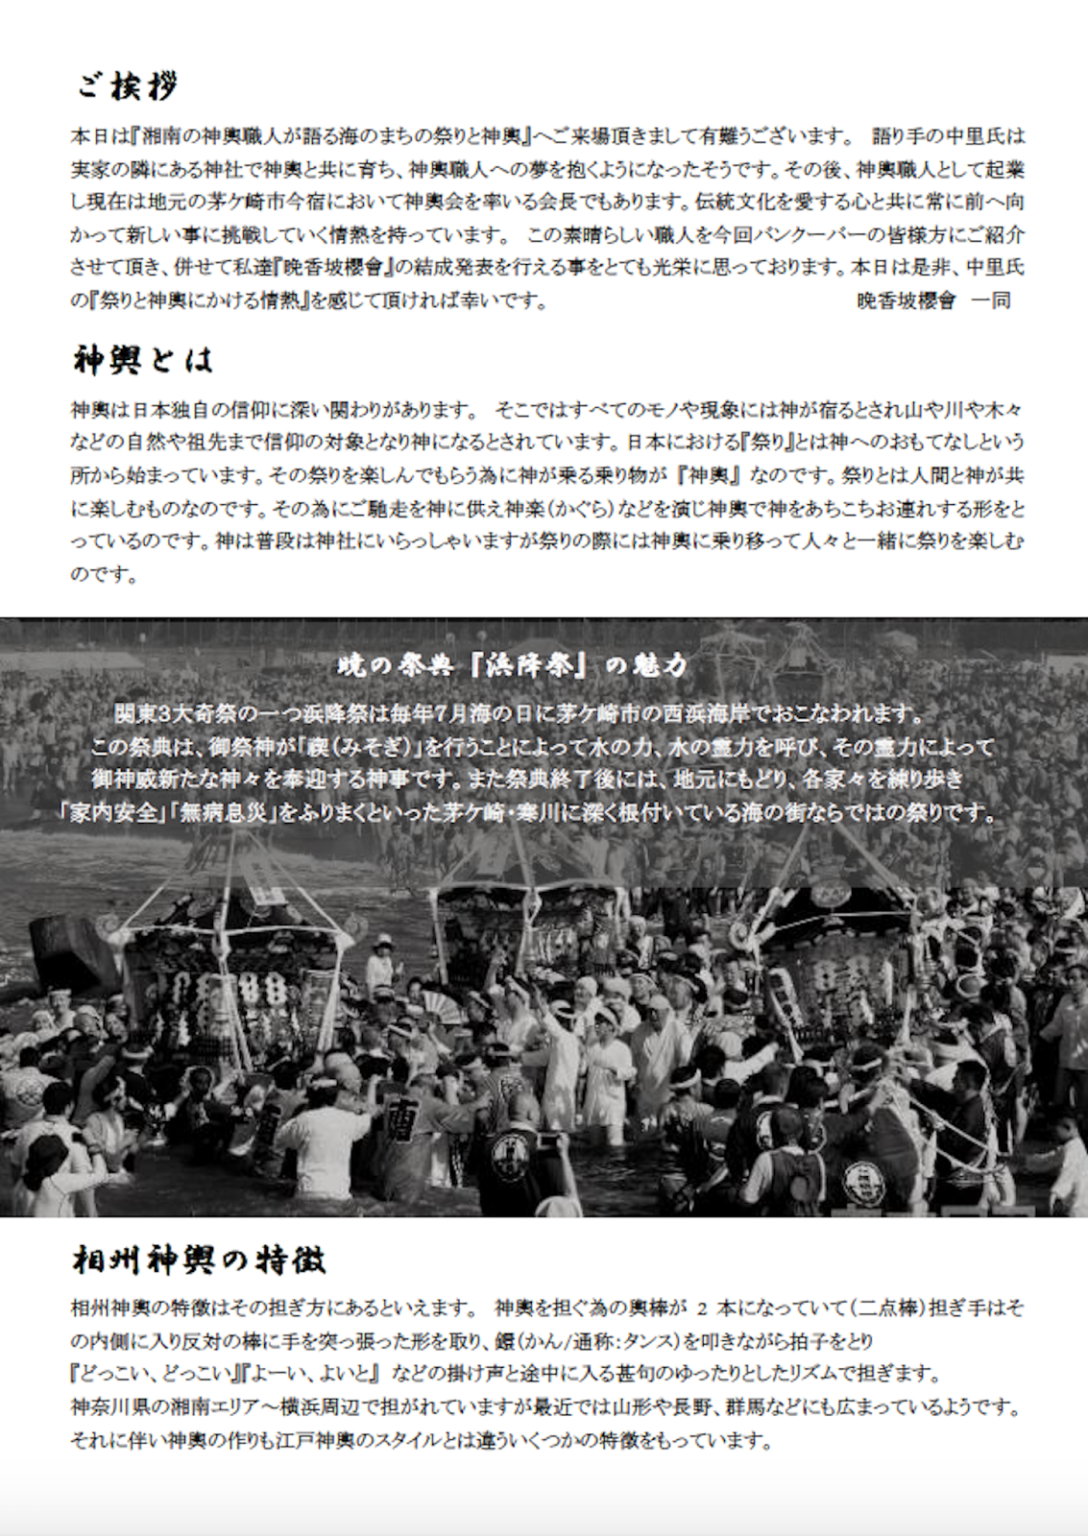 ご挨拶
本日は『湘南の神輿職人が語る海のまちの祭りと神輿』へご来場頂きまして有難うございます。　語り手の中里氏は
実家の隣にある神社で神輿と共に育ち、神輿職人への夢を抱くようになったそうです。その後、神輿職人として起業
し現在は地元の茅ケ崎市今宿において神輿会を率いる会長でもあります。伝統文化を愛する心と共に常に前へ向
かって新しい事に挑戦していく情熱を持っています。　この素晴らしい職人を今回バンクーバーの皆様方にご紹介
させて頂き、併せて私達『晩香坡櫻會』の結成発表を行える事をとても光栄に思っております。本日は是非、中里氏
の『祭りと神輿にかける情熱』を感じて頂ければ幸いです。　晩香坡櫻會　一同
神輿とは
神輿は日本独自の信仰に深い関わりがあります。　そこではすべてのモノや現象には神が宿るとされ山や川や木々
などの自然や祖先まで信仰の対象となり神になるとされています。日本における『祭り』とは神へのおもてなしという
所から始まっています。その祭りを楽しんでもらう為に神が乗る乗り物が『神輿』なのです。祭りとは人間と神が共
に楽しむものなのです。その為にご馳走を神に供え神楽（かぐら）などを演じ神輿で神をあちこちお連れする形をと
っているのです。神は普段は神社にいらっしゃいますが祭りの際には神輿に乗り移って人々と一緒に祭りを楽しむ
のです。
暁の祭典『浜降祭』の魅力
関東3大奇祭の一つ浜降祭は毎年7月海の日に茅ケ崎市の西浜海岸でおこなわれます。
この祭典は、御祭神が「禊（みそぎ）」を行うことによって水の力、水の霊力を呼び、その霊力によって
御神威新たな神々を奉迎する神事です。また祭典終了後には、地元にもどり、各家々を練り歩き
「家内安全」「無病息災」をふりまくといった茅ケ崎・寒川に深く根付いている海の街ならではの祭りです。
相州神輿の特徴
相州神輿の特徴はその担ぎ方にあるといえます。　神輿を担ぐ為の輿棒が 2 本になっていて（二点棒）担ぎ手はそ
の内側に入り反対の棒に手を突っ張った形を取り、鐶（かん/通称：タンス）を叩きながら拍子をとり
『どっこい、どっこい』『よーい、よいと』 などの掛け声と途中に入る甚句のゆったりとしたリズムで担ぎます。
神奈川県の湘南エリア～横浜周辺で担がれていますが最近では山形や長野、群馬などにも広まっているようです。
それに伴い神輿の作りも江戸神輿のスタイルとは違ういくつかの特徴をもっています。